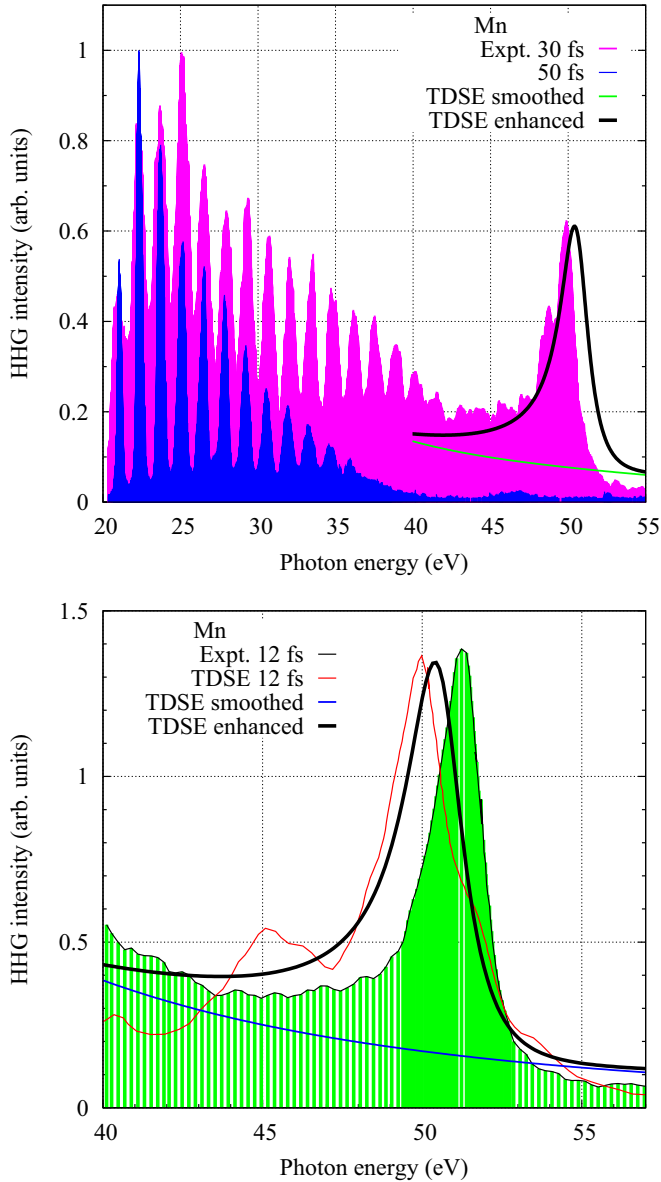 Mn
Expt. 30 fs
50 fs
TDSE smoothed
TDSE enhanced
HHG intensity (arb. units)
1
0.8
0.6
0.4
0.2
0
20 25 30 35 40 45 50 55
Photon energy (eV)
Mn
Expt. 12 fs
TDSE 12 fs
TDSE smoothed
TDSE enhanced
HHG intensity (arb. units)
1.5
1
0.5
0
40 45 50 55
Photon energy (eV)